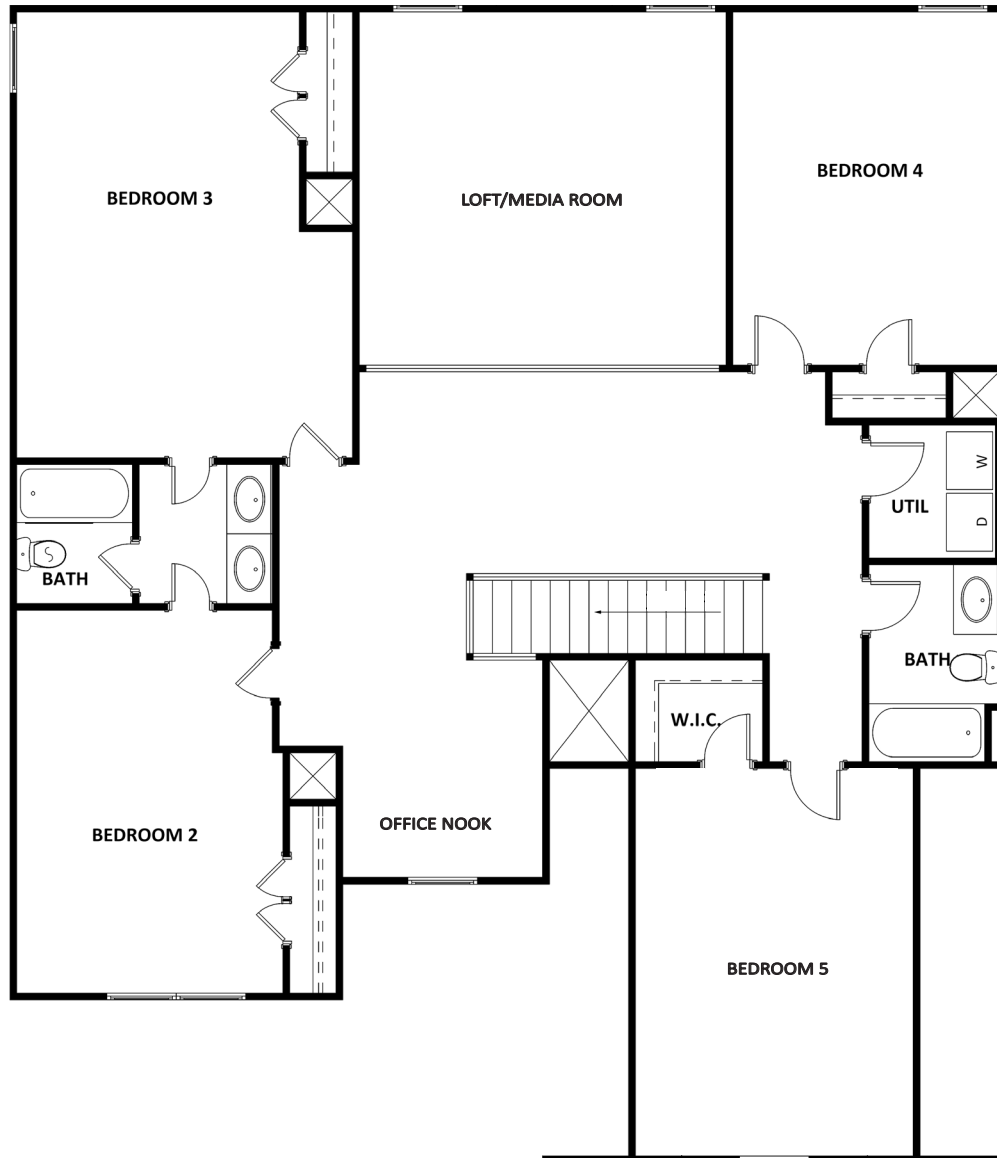 BEDROOM 4
BEDROOM 3
LOFT/MEDIA ROOM
W
UTIL
D
BATH
BATH
W.I.C.
OFFICE NOOK
BEDROOM 2
BEDROOM 5